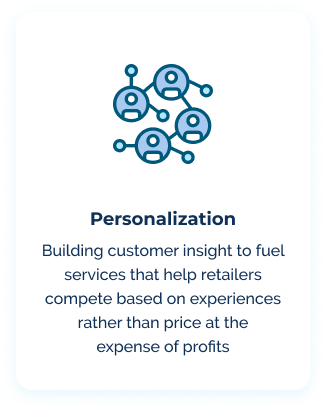 Personalization
Building customer insight to fuel
services that help retailers
compete based on experiences
rather than price at the
expense of profits